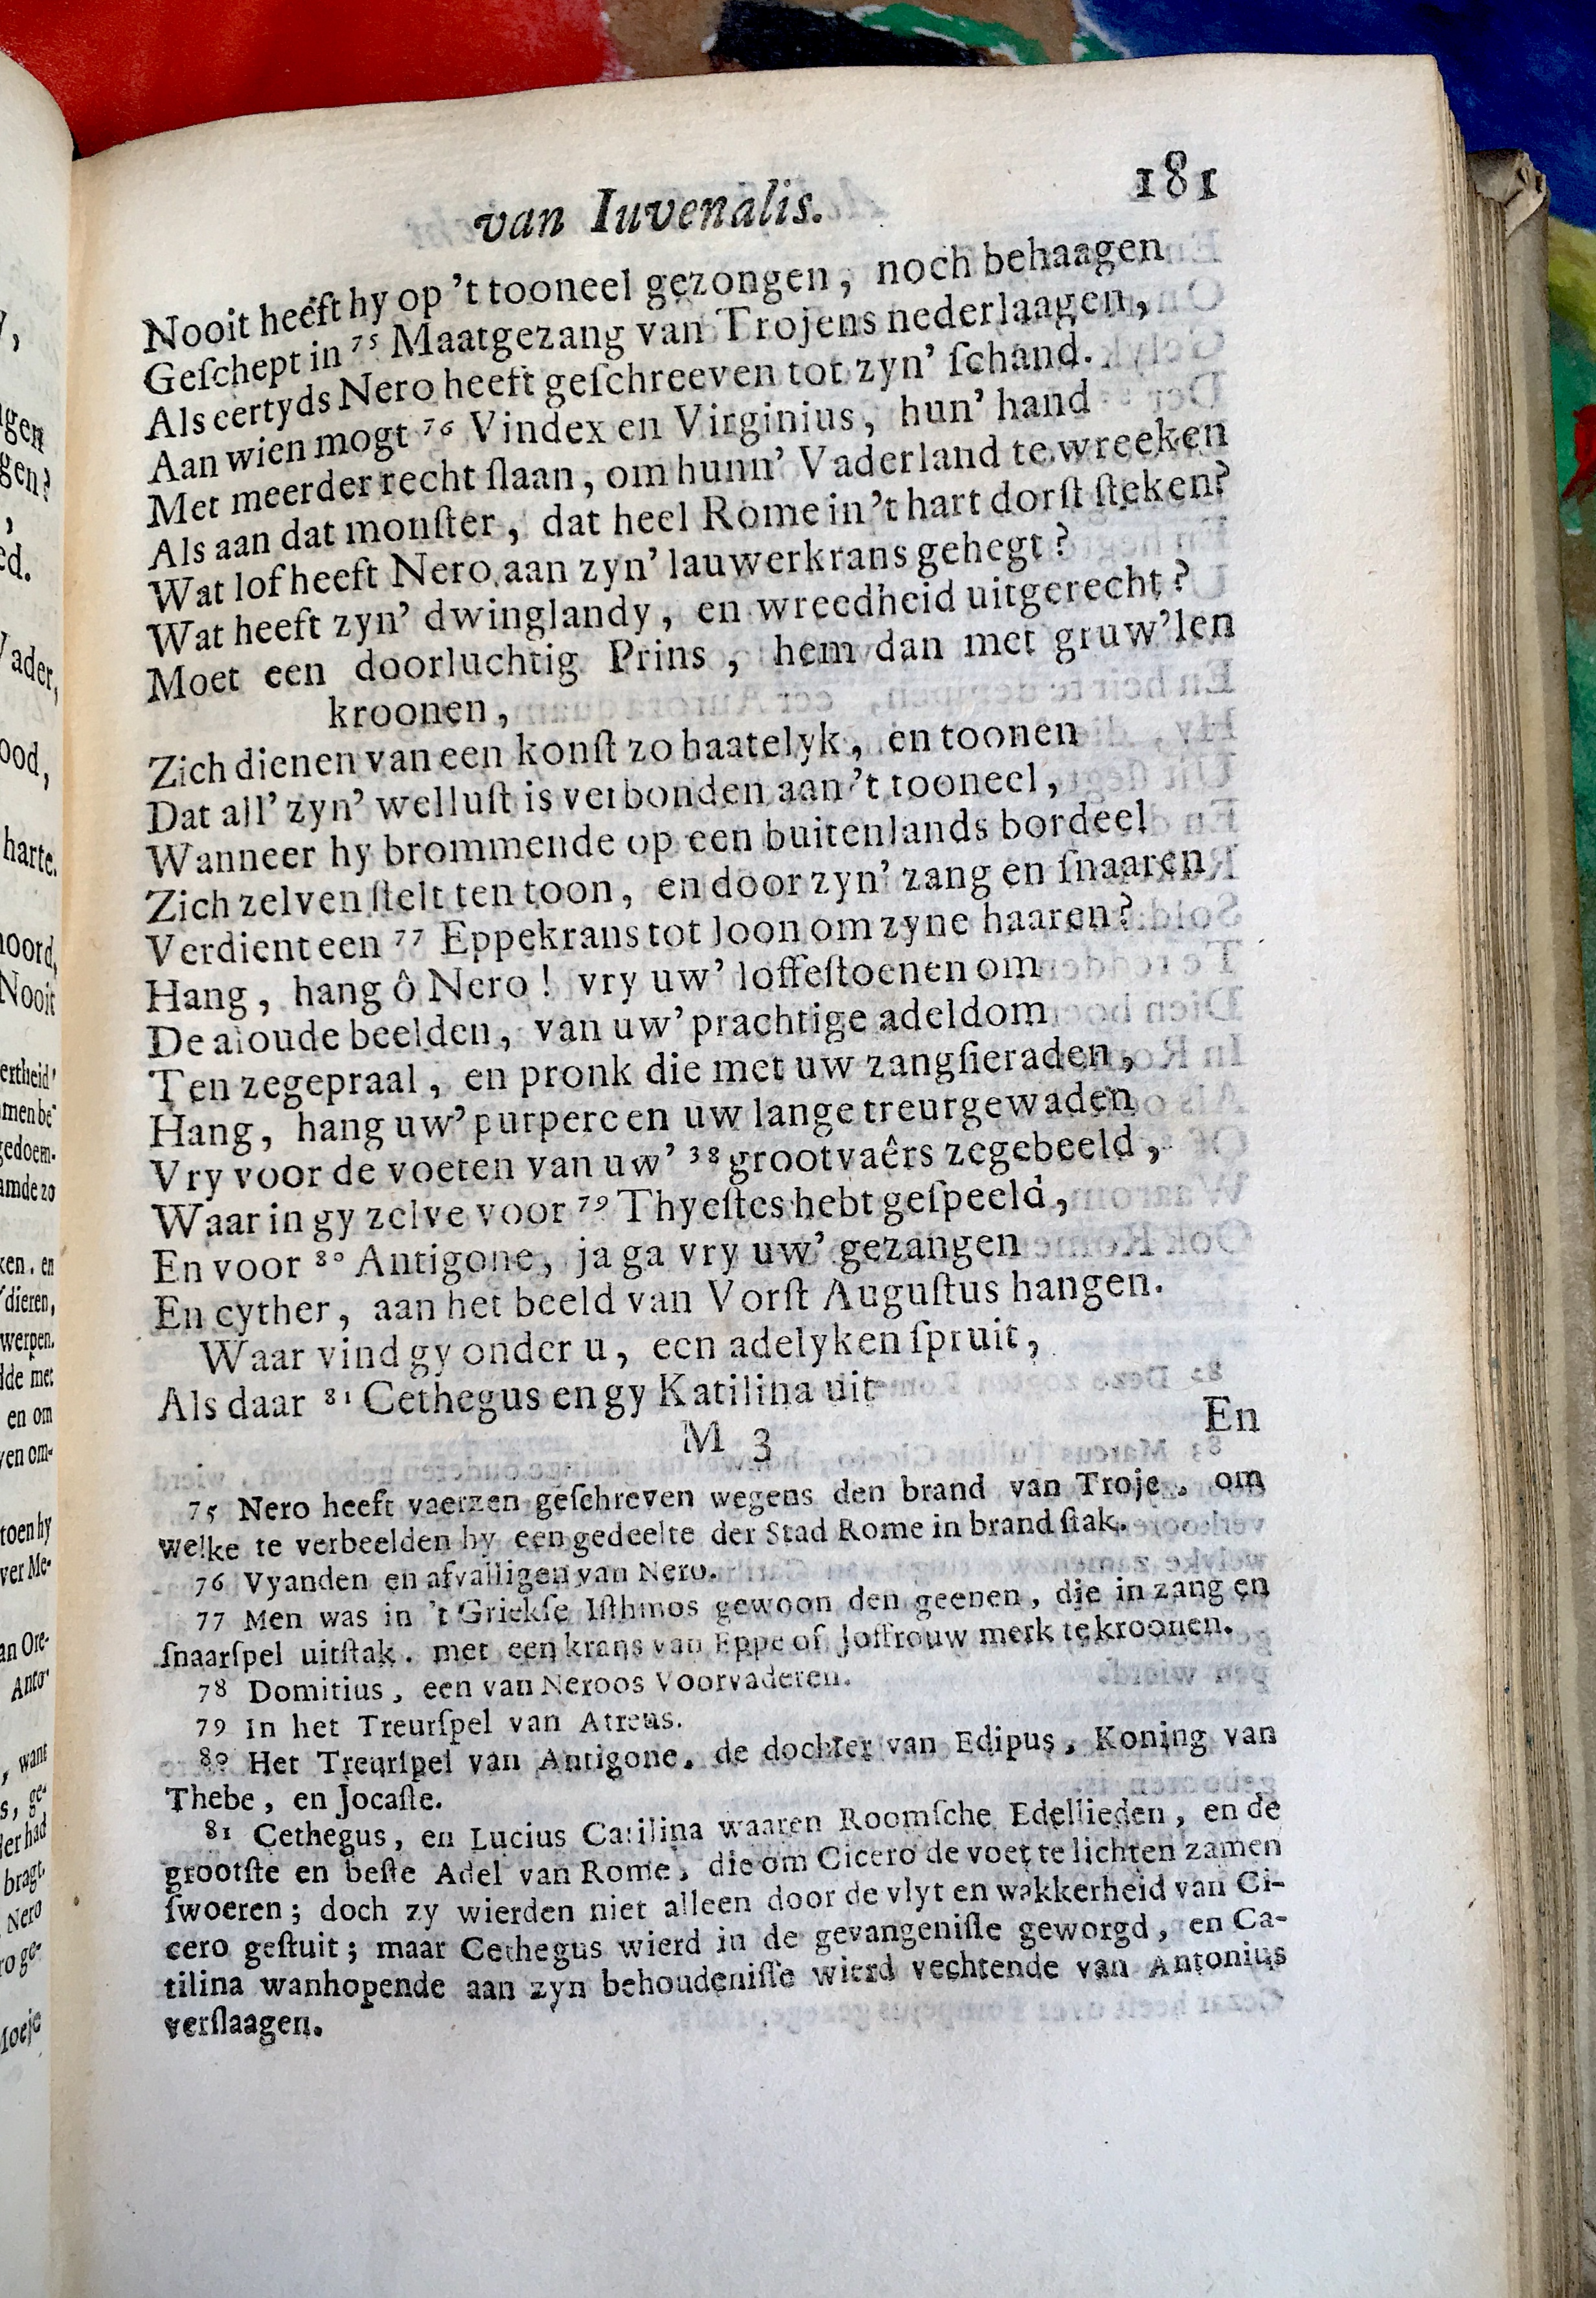 van Iuvenalis. 181
Nooit heeft hy op 't tooneel gezongen, noch behaagen
Geſchept in 75 Maatgezang van Trojens nederlaagen,
Als eertyds Nero heeft geſchreeven tot zyn' ſchand.
Aan wien mogt 76 Vindex en Virginius, hun' hand
Met meerder recht ſlaan, om hunn' Vaderland te wreeken
Als aan dat monſter, dat heel Rome in 't hart dorſt ſteken?
Wat lof heeft Nero aan zyn' lauwerkrans gehegt?
Wat heeft zyn' dwinglandy, en wreedheid uitgerecht?
Moet een doorluchtig Prins, hem dan met gruw'len
kroonen,
Zich dienen van een konſt zo haatelyk, en toonen
Dat all' zyn' welluſt is verbonden aan 't tooneel,
Wanneer hy brommende op een buitenlands bordeel
Zich zelven ſtelt ten toon, en door zyn' zang en ſnaaren
Verdient een 77 Eppekrans tot loon om zyne haaren?
Hang, hang ô Nero! vry uw' loffeſtoenen om
De aloude beelden, van uw' prachtige adeldom
Ten zegepraal, en pronk die met uw zangſieraden,
Hang, hang uw' purpere en uw lange treurgewaden
Vry voor de voeten van uw' 38 grootvaêrs zegebeeld,
Waar in gy zelve voor 79 Thyeſtes hebt geſpeeld,
En voor 80 Antigone, ja ga vry uw' gezangen
En cyther, aan het beeld van Vorſt Auguſtus hangen.
Waar vind gy onder u, een adelyken ſpruit,
Als daar 81 Cethegus en gy Katilina uit
M 3 En
75 Nero heeft vaerzen geſchreven wegens den brand van Troje, om
welke te verbeelden hy een gedeelte der Stad Rome in brand ſtak.
76 Vyanden en afvalligen van Nero.
77 Men was in 't Griekſe Iſthmos gewoon den geenen, die in zang en
ſnaarſpel uitſtak, met een krans van Eppe of Joffrouw merk te kroonen.
78 Domitius, een van Neroos Voorvaderen.
79 In het Treurſpel van Atreus.
80 Het Treurſpel van Antigone, de dochter van Edipus, Koning van
Thebe, en Jocaſte.
81 Cethegus, en Lucius Catilina waaren Roomſche Edellieden, en de
grootſte en beſte Adel van Rome, die om Cicero de voet te lichten zamen
ſwoeren; doch zy wierden niet alleen door de vlyt en wakkerheid van Ci-
cero geſtuit; maar Cethegus wierd in de gevangeniſſe geworgd, en Ca-
tilina wanhopende aan zyn behoudeniſſe wierd vechtende van Antonius
verſlaagen.